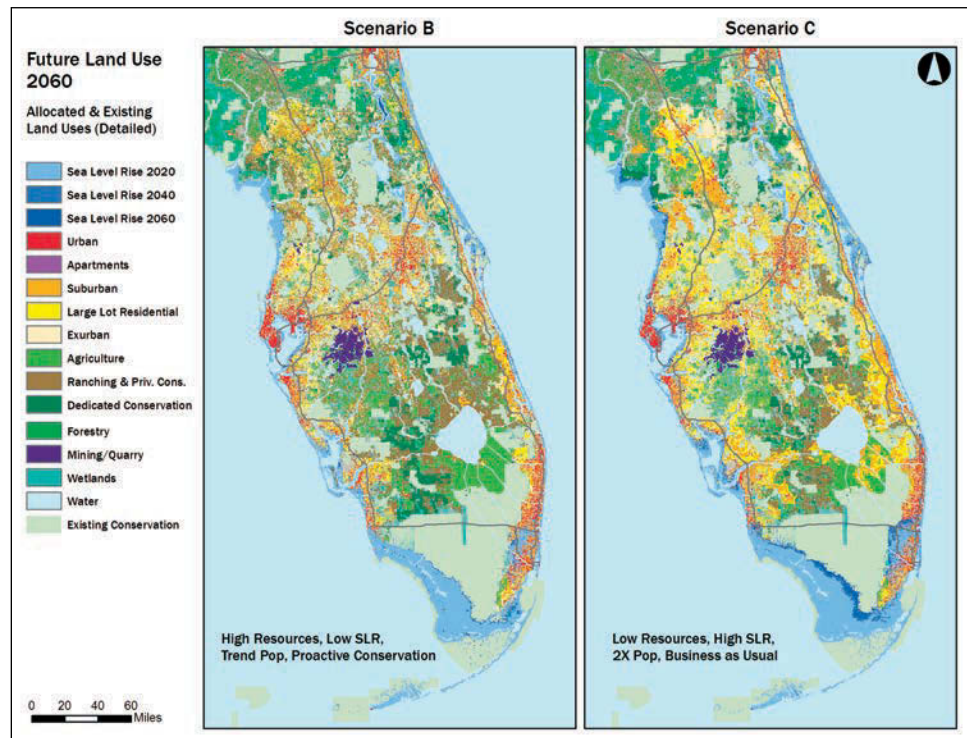 Scenario B
Scenario C
Future Land Use
2060
Allocated & Existing
Land Uses (Detailed)
Sea Level Rise 2020
Sea Level Rise 2040
Sea Level Rise 2060
Urban
Apartments
Suburban
Large Lot Residential
Exurban
Agriculture
Ranching & Priv. Cons.
Dedicated Conservation
Forestry
Mining/Quarry
Wetlands
Water
Existing Conservation
0 20 40 60
Miles
High Resources, Low SLR,
Trend Pop, Proactive Conservation
Low Resources, High SLR,
2X Pop, Business as Usual